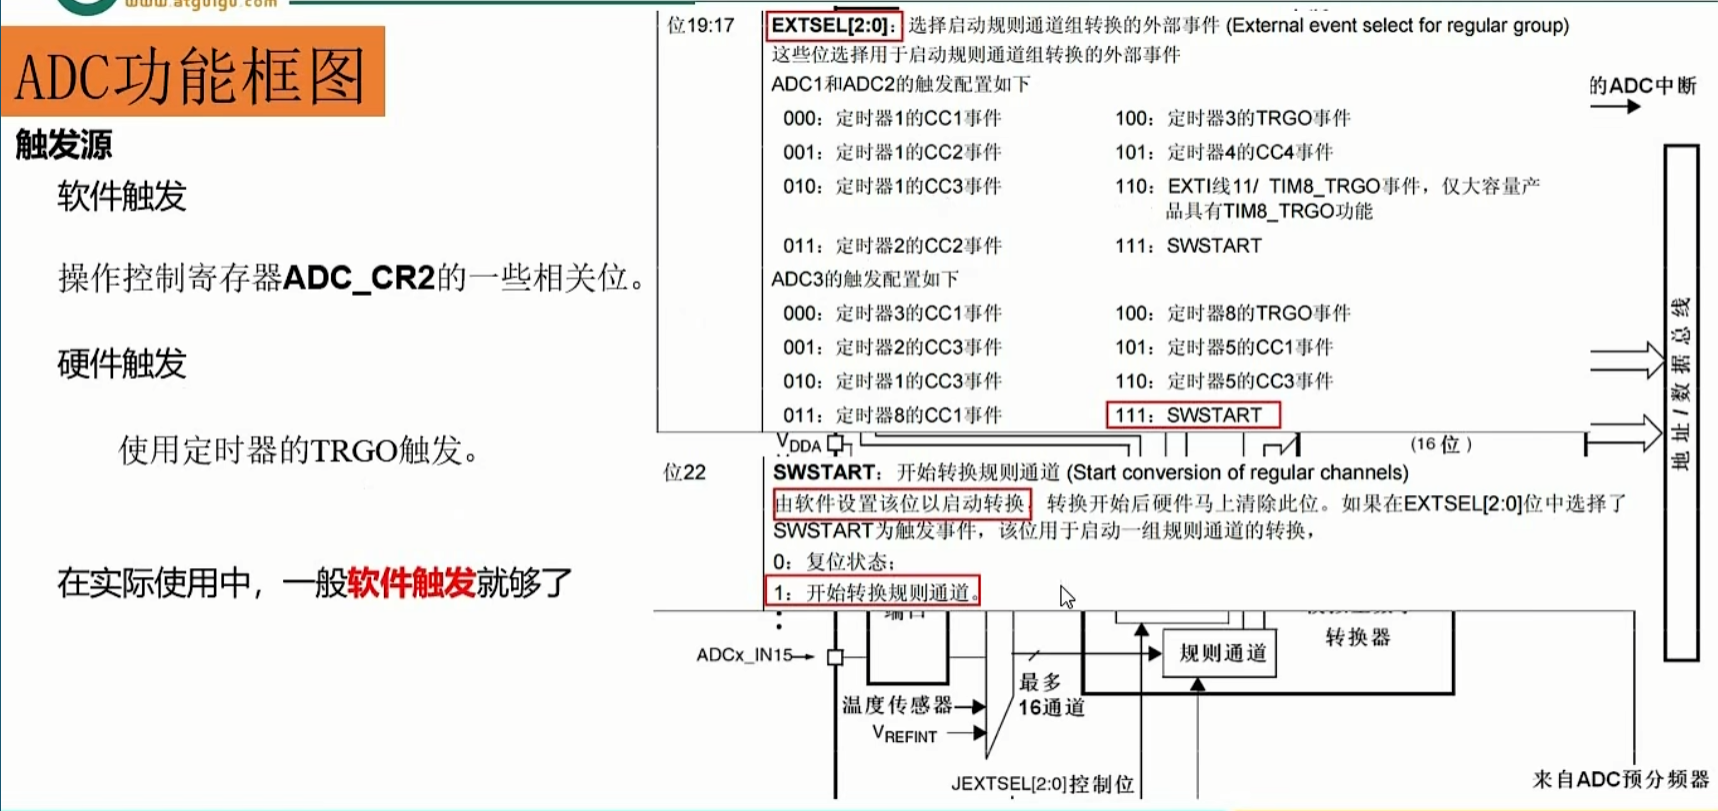 www.atguigu.com
ADC功能框图
触发源
软件触发
操作控制寄存器ADC_CR2的一些相关位。
硬件触发
使用定时器的TRGO触发。
在实际使用中，一般软件触发就够了
位19:17
EXTSEL[2:0]：选择启动规则通道组转换的外部事件 (External event select for regular group)
这些位选择用于启动规则通道组转换的外部事件
ADC1和ADC2的触发配置如下
000：定时器1的CC1事件 100：定时器3的TRGO事件
001：定时器1的CC2事件 101：定时器4的CC4事件
010：定时器1的CC3事件 110：EXTI线11/ TIM8_TRGO事件，仅大容量产
品具有TIM8_TRGO功能
011：定时器2的CC2事件 111：SWSTART
ADC3的触发配置如下
000：定时器3的CC1事件 100：定时器8的TRGO事件
001：定时器2的CC3事件 101：定时器5的CC1事件
010：定时器1的CC3事件 110：定时器5的CC3事件
011：定时器8的CC1事件 111：SWSTART
的ADC中断
地址/数据总线
VDDA
(16 位)
位22
SWSTART：开始转换规则通道 (Start conversion of regular channels)
由软件设置该位以启动转换，转换开始后硬件马上清除此位。如果在EXTSEL[2:0]位中选择了
SWSTART为触发事件，该位用于启动一组规则通道的转换，
0：复位状态；
1：开始转换规则通道。
端口
转换器
ADCx_IN15
规则通道
最多
16通道
温度传感器
VREFINT
JEXTSEL[2:0]控制位
来自ADC预分频器